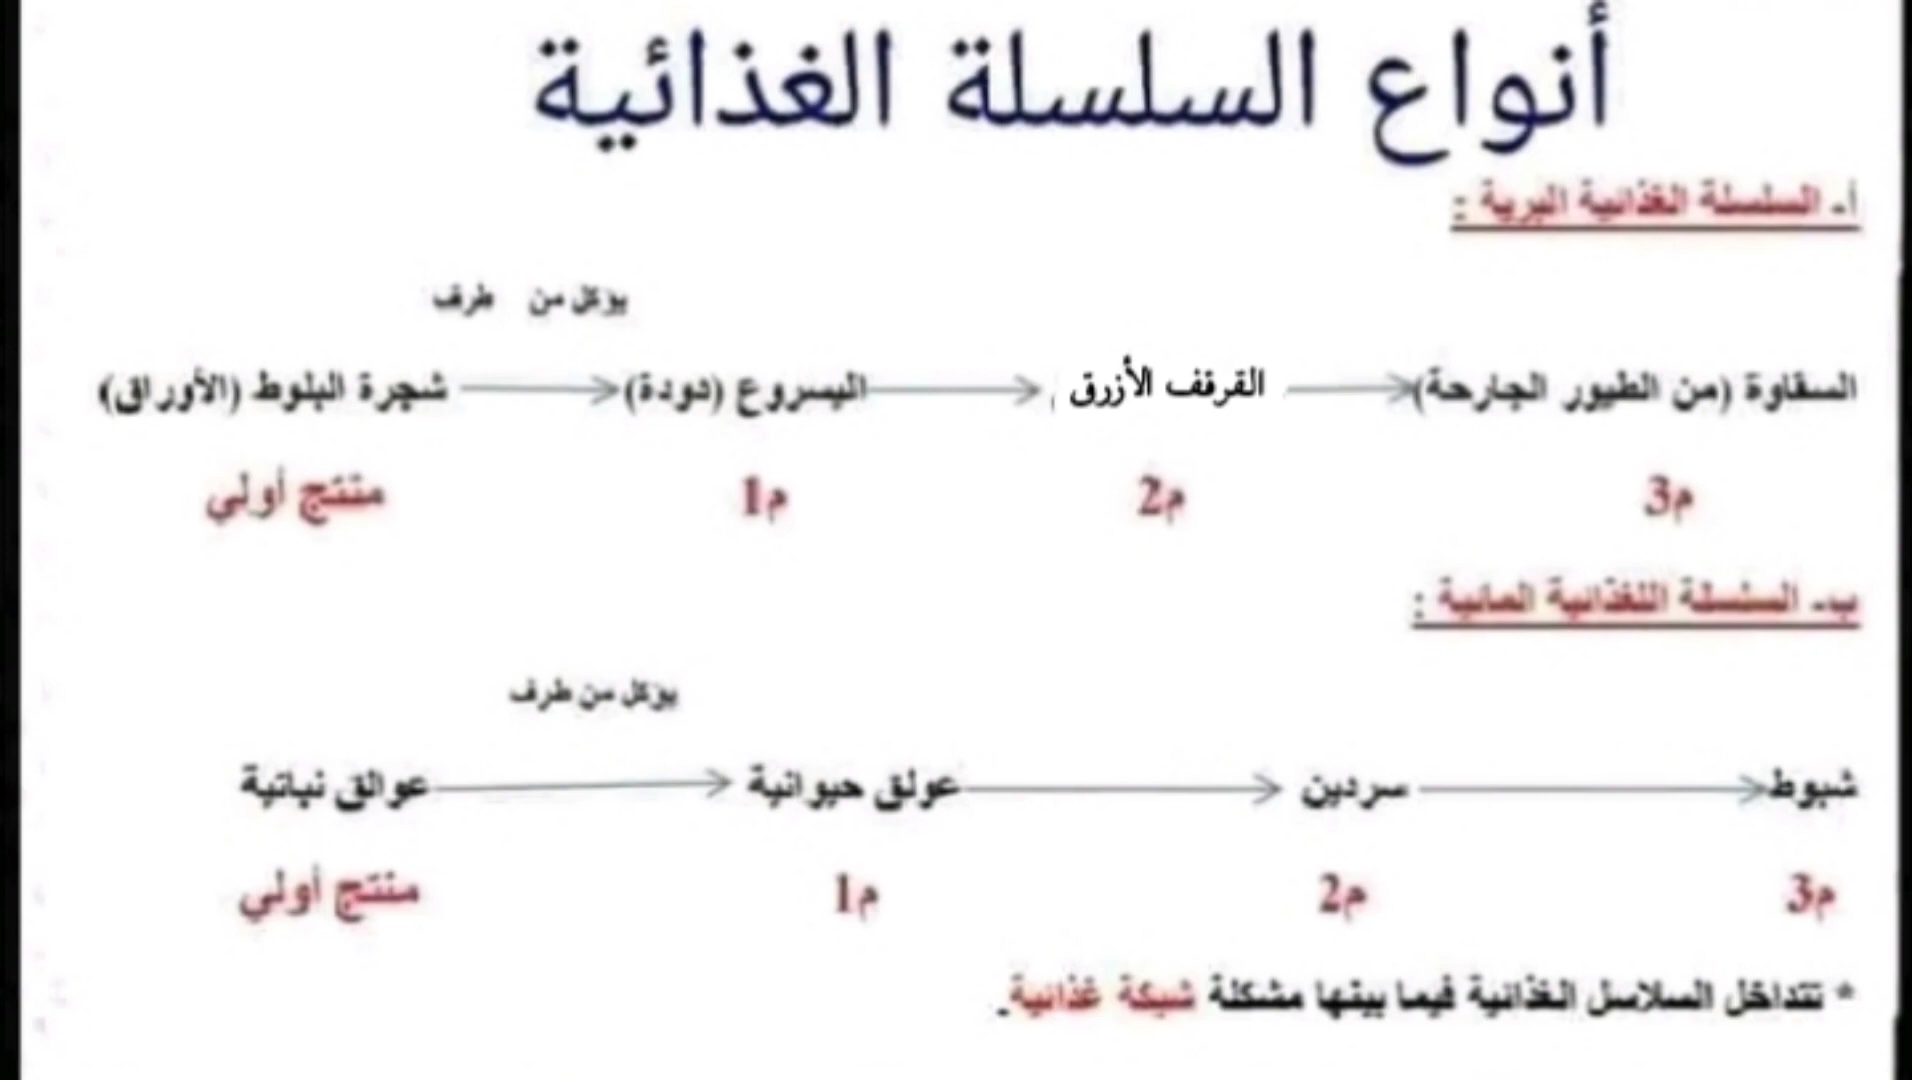 أنواع السلسلة الغذائية
أ- السلسلة الغذائية البرية :
يؤكل من طرف
شجرة البلوط (الأوراق) اليسروع (دودة) القرقف الأزرق السقاوة (من الطيور الجارحة)
منتج أولي م1 م2 م3
ب- السلسلة اللغذائية المائية :
يؤكل من طرف
عوالق نباتية عولق حيوانية سردين شبوط
منتج أولي م1 م2 م3
* تتداخل السلاسل الغذائية فيما بينها مشكلة شبكة غذائية.